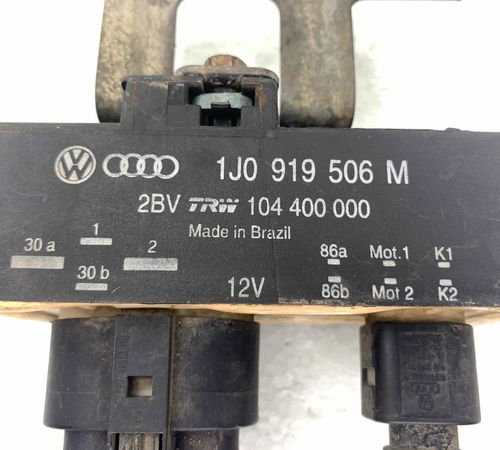 1J0 919 506 M
2BV TRW 104 400 000
Made in Brazil
30 a 1 2 86a Mot.1 K1
30 b 12V 86b Mot 2 K2